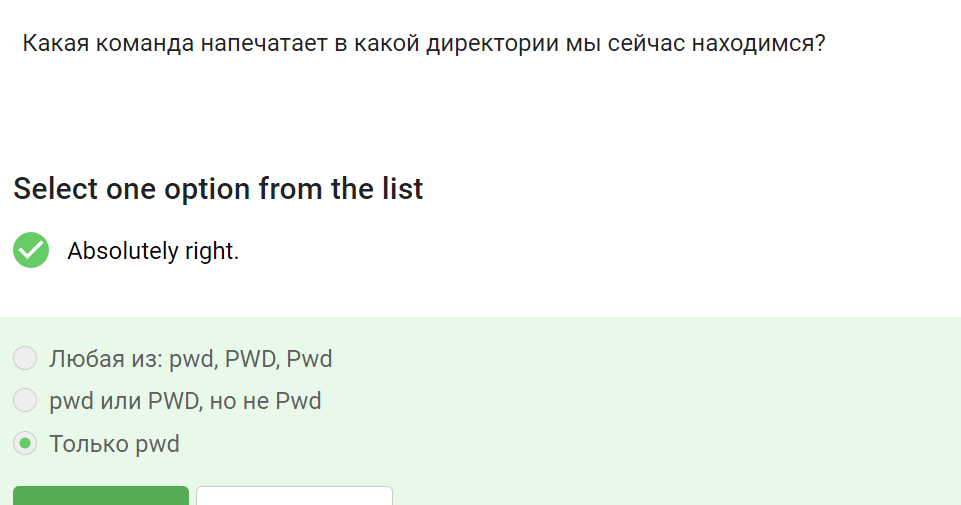 Какая команда напечатает в какой директории мы сейчас находимся?
Select one option from the list
Absolutely right.
Любая из: pwd, PWD, Pwd
pwd или PWD, но не Pwd
Только pwd